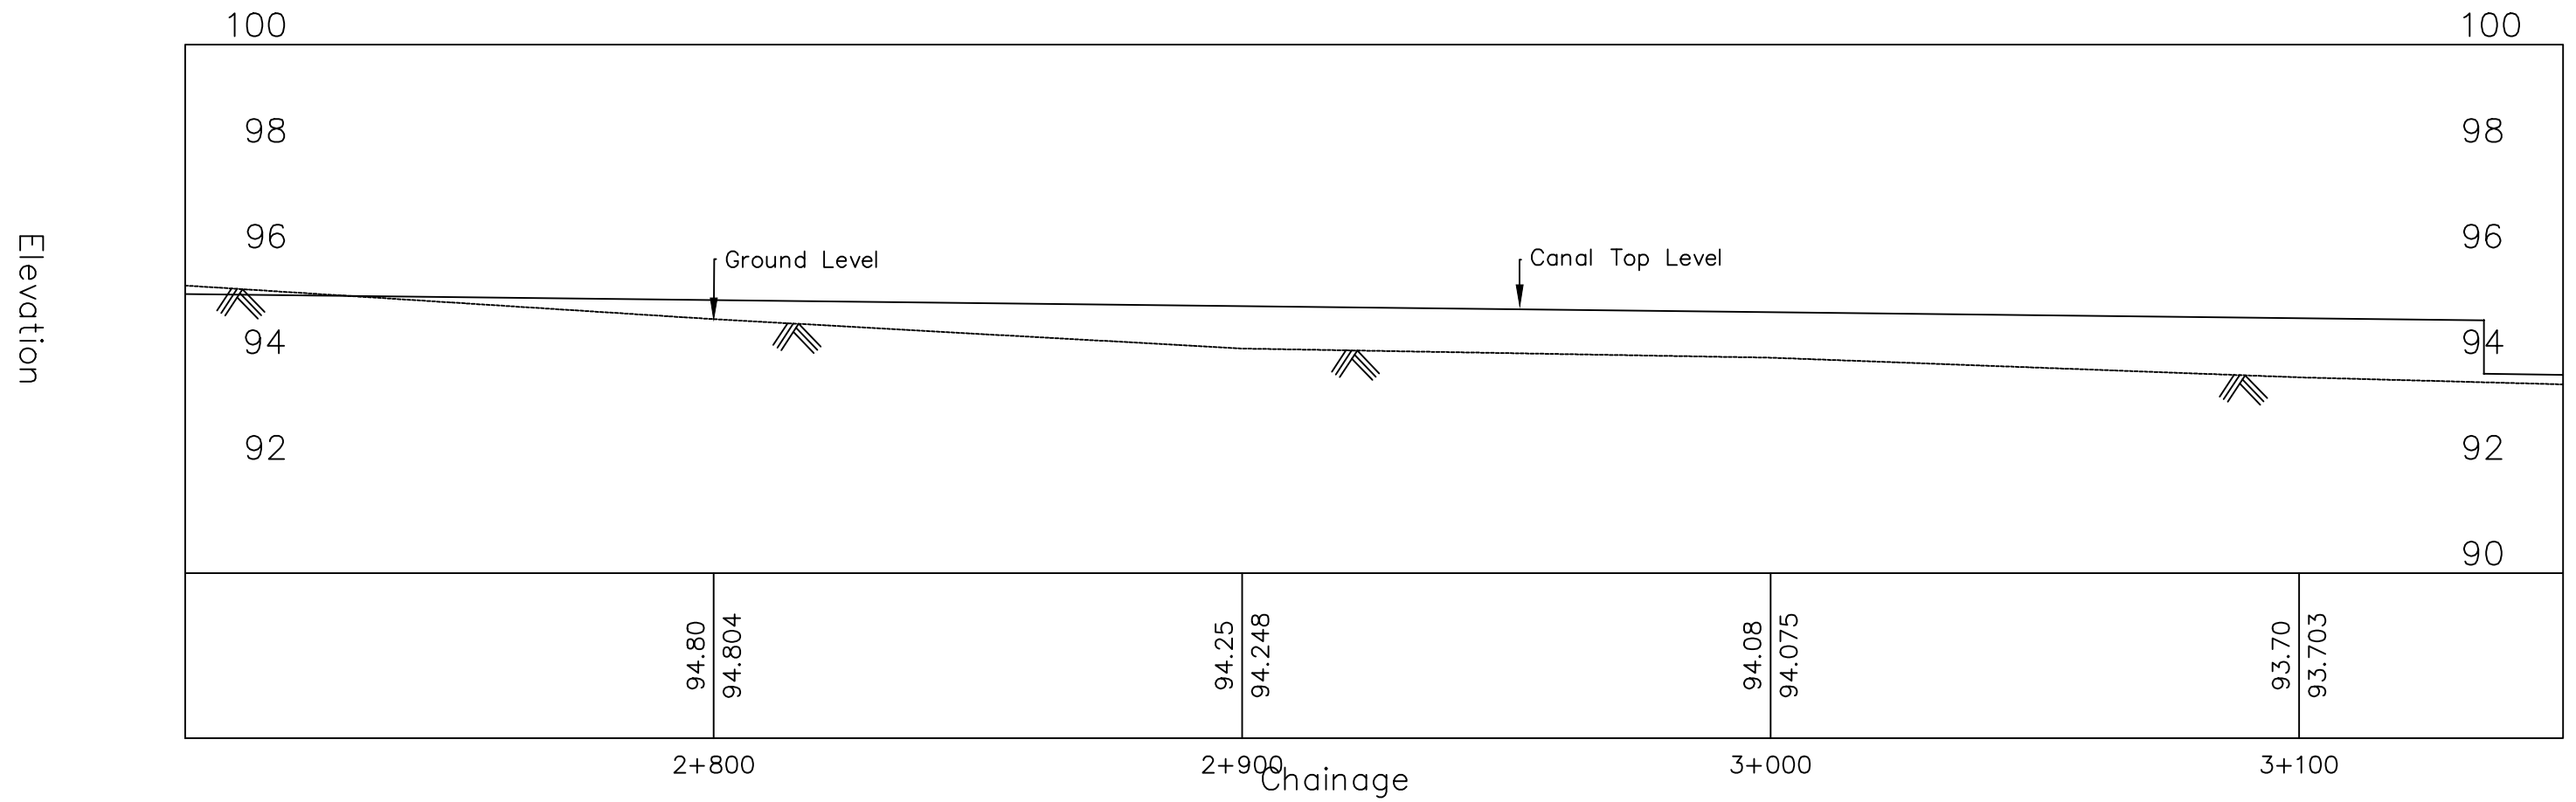 100 100
98 98
96 96
Elevation
Ground Level
Canal Top Level
94 94
92 92
90
94.80 94.804 94.25 94.248 94.08 94.075 93.70 93.703
2+800 2+900 3+000 3+100
Chainage